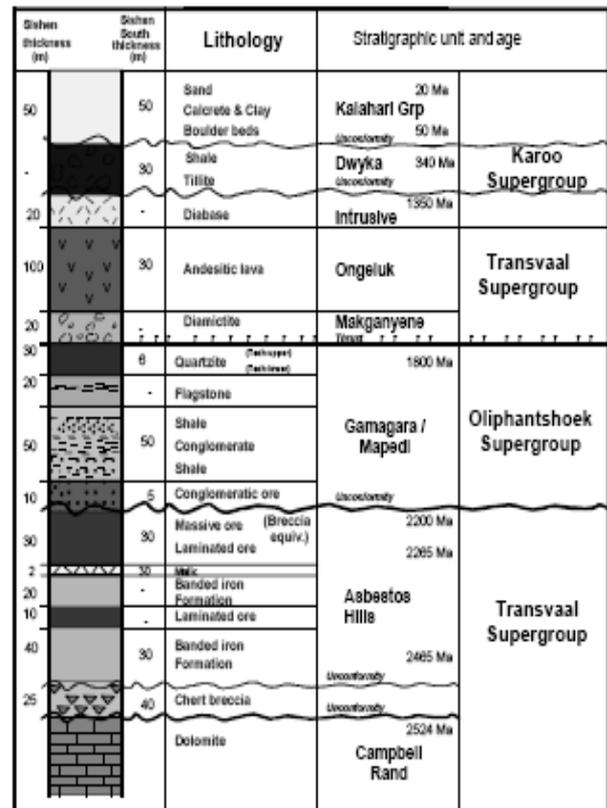 Sishen thickness (m)
Sishen South thickness (m)
Lithology
Stratigraphic unit and age
50
50
Sand
Calcrete & Clay
Boulder beds
20 Ma
Kalahari Grp
Unconformity 50 Ma
-
30
Shale
Tillite
Dwyka 340 Ma
Unconformity
Karoo
Supergroup
20
-
Diabase
1350 Ma
Intrusive
100
30
Andesitic lava
Ongeluk
Transvaal
Supergroup
20
-
Diamictite
Makganyene
30
6
Quartzite
1800 Ma
20
-
Flagstone
50
50
Shale
Conglomerate
Shale
Gamagara /
Mapedi
Oliphantshoek
Supergroup
10
5
Conglomeratic ore
Unconformity
30
30
Massive ore (Breccia
Laminated ore equiv.)
2200 Ma
2265 Ma
2
30
20
-
Banded iron
Formation
Asbestos
Hills
Transvaal
Supergroup
10
-
Laminated ore
40
30
Banded iron
Formation
2465 Ma
Unconformity
25
40
Chert breccia
Unconformity
Dolomite
2524 Ma
Campbell
Rand